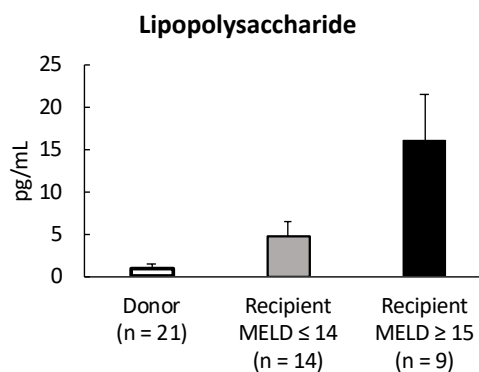 Lipopolysaccharide
25
20
15
10
5
0
pg/mL
Donor
(n = 21)
Recipient
MELD ≤ 14
(n = 14)
Recipient
MELD ≥ 15
(n = 9)